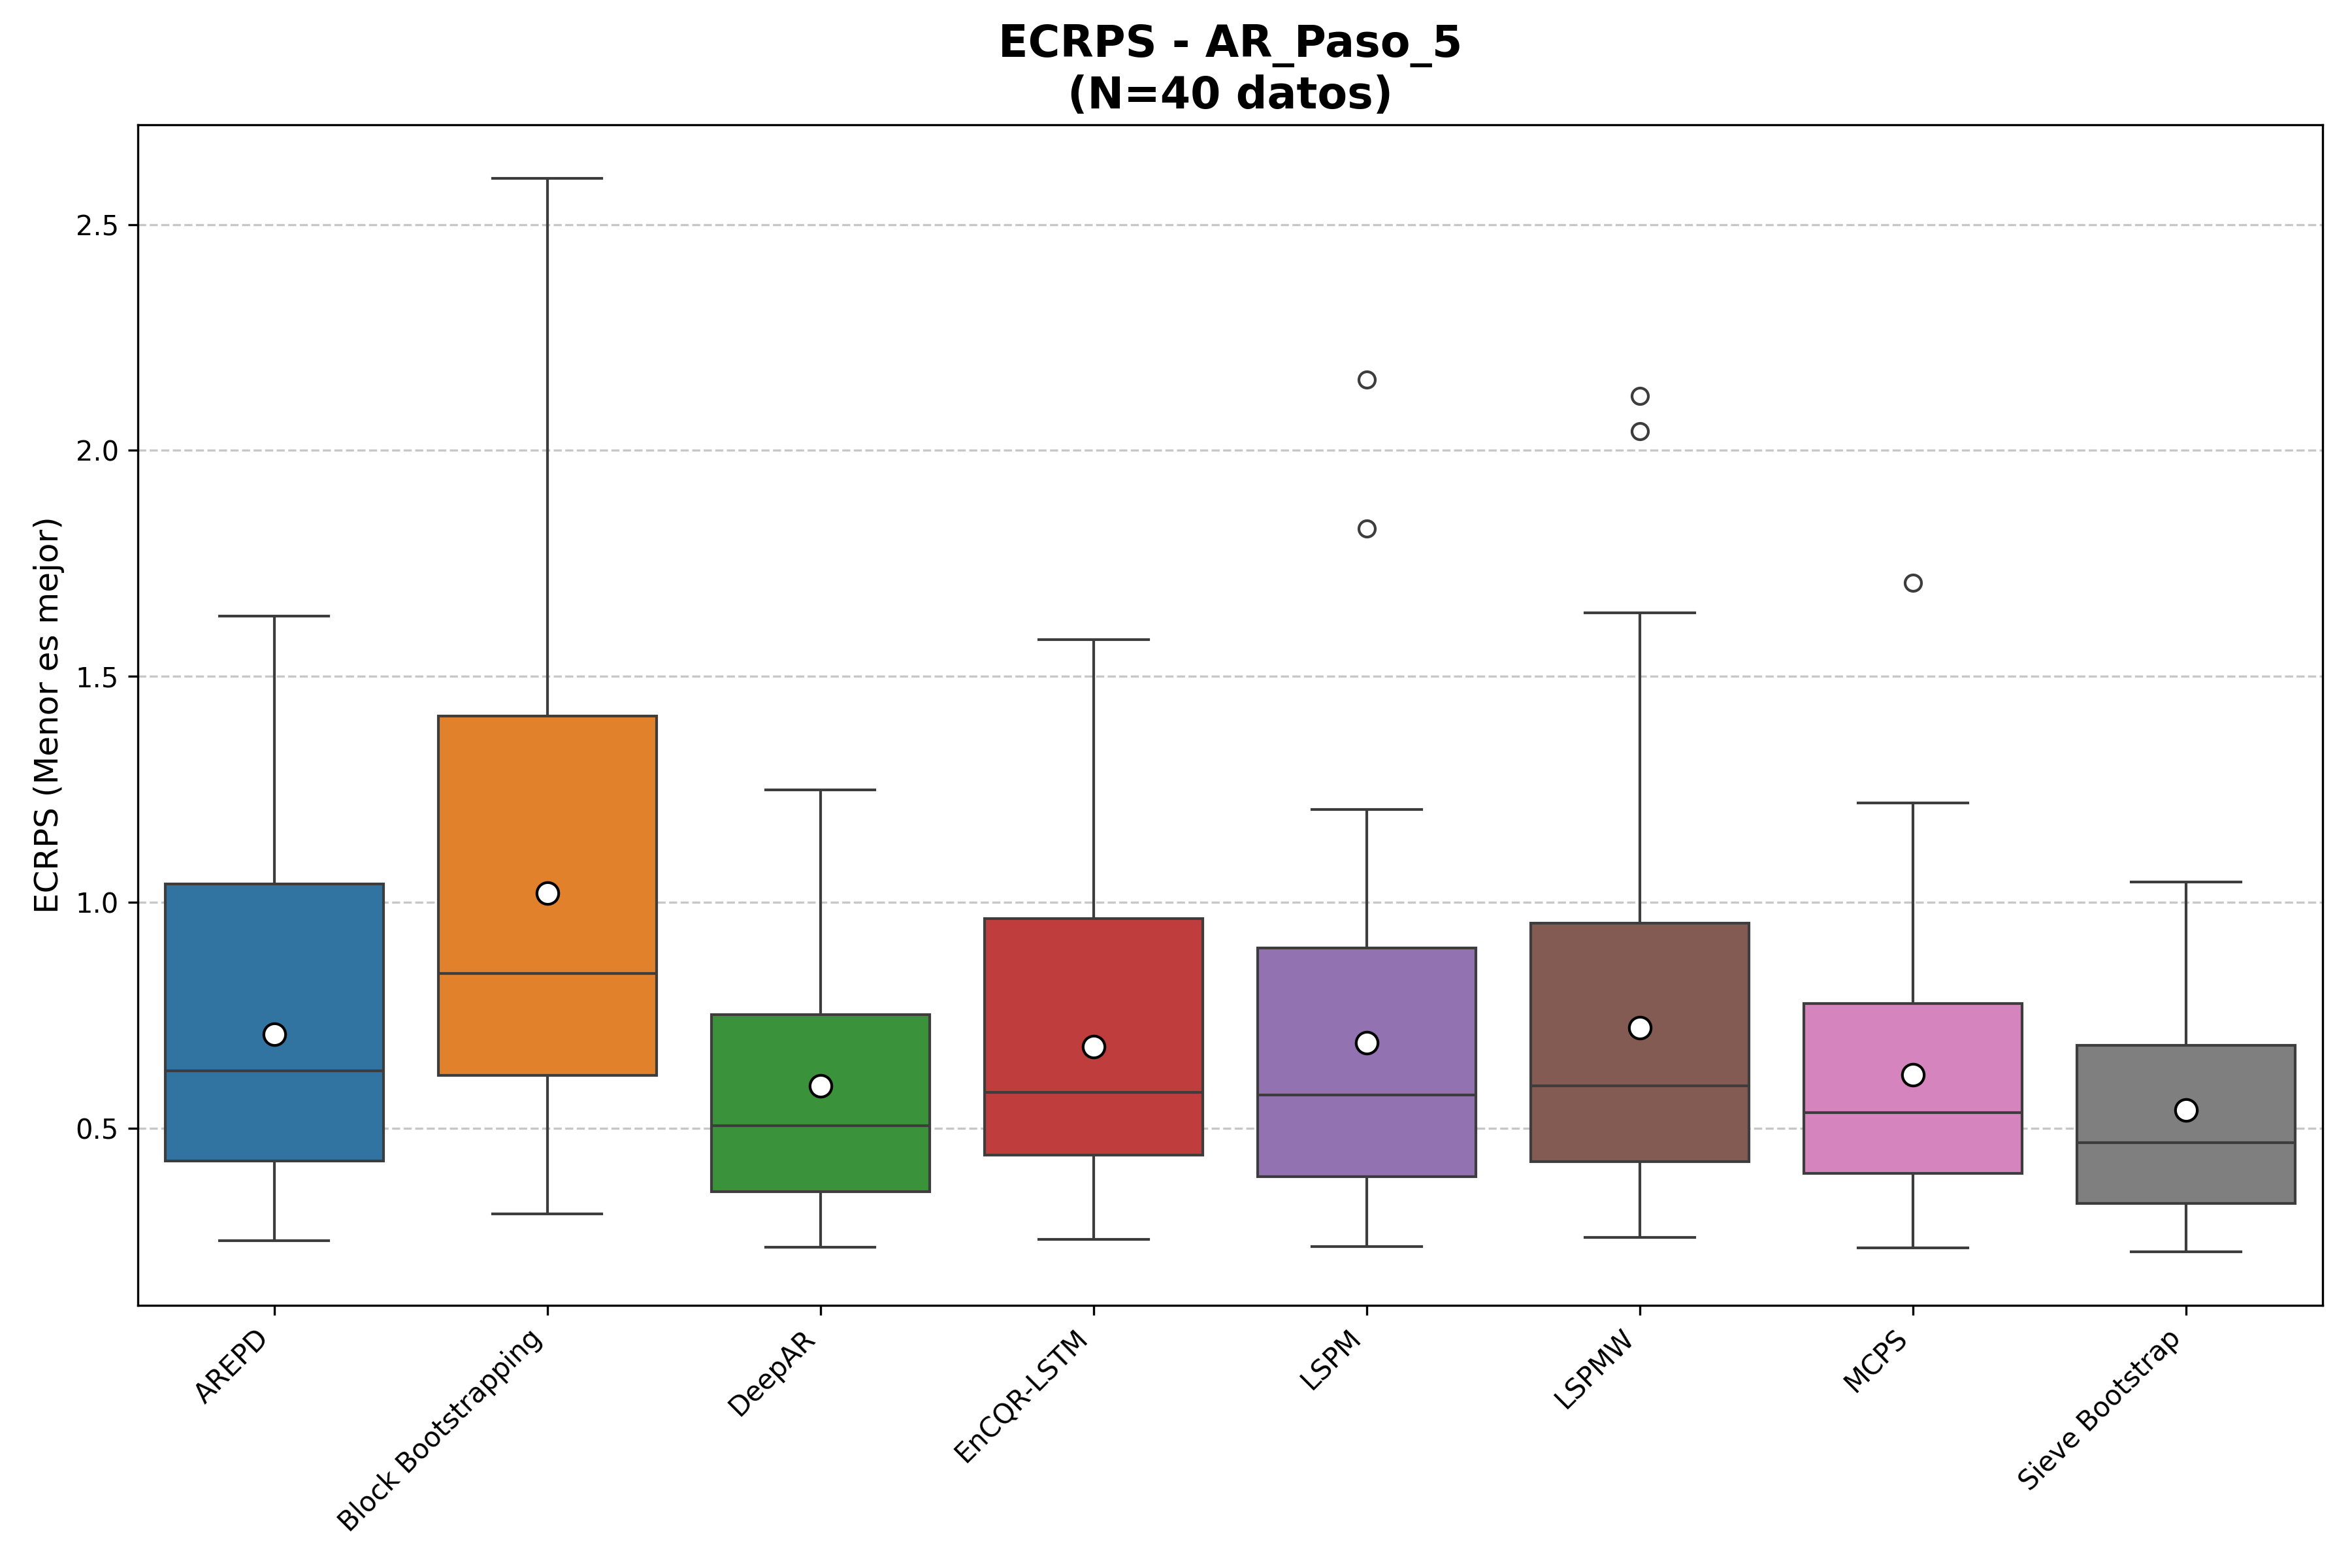 ECRPS - AR_Paso_5
(N=40 datos)
ECRPS (Menor es mejor)
2.5
2.0
1.5
1.0
0.5
AREPD
Block Bootstrapping
DeepAR
EnCQR-LSTM
LSPM
LSPMW
MCPS
Sieve Bootstrap